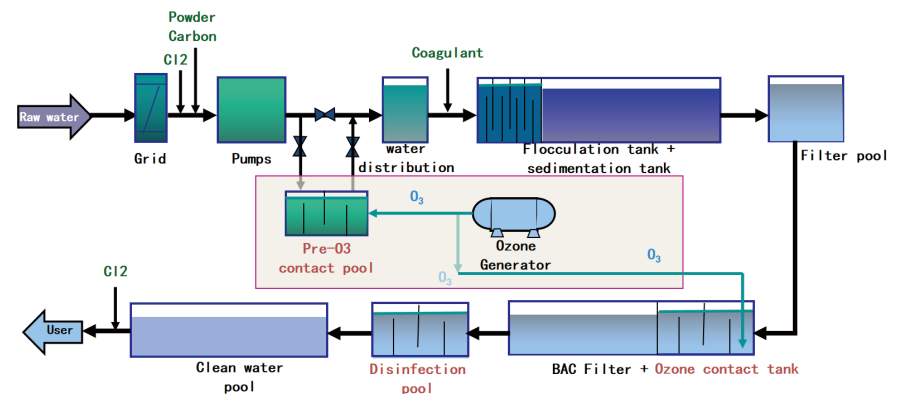 Powder
Carbon
Cl2
Coagulant
Raw water
Grid
Pumps
water
distribution
Flocculation tank +
sedimentation tank
Filter pool
O3
Ozone
Generator
Pre-O3
contact pool
O3
O3
Cl2
User
Clean water
pool
Disinfection
pool
BAC Filter + Ozone contact tank